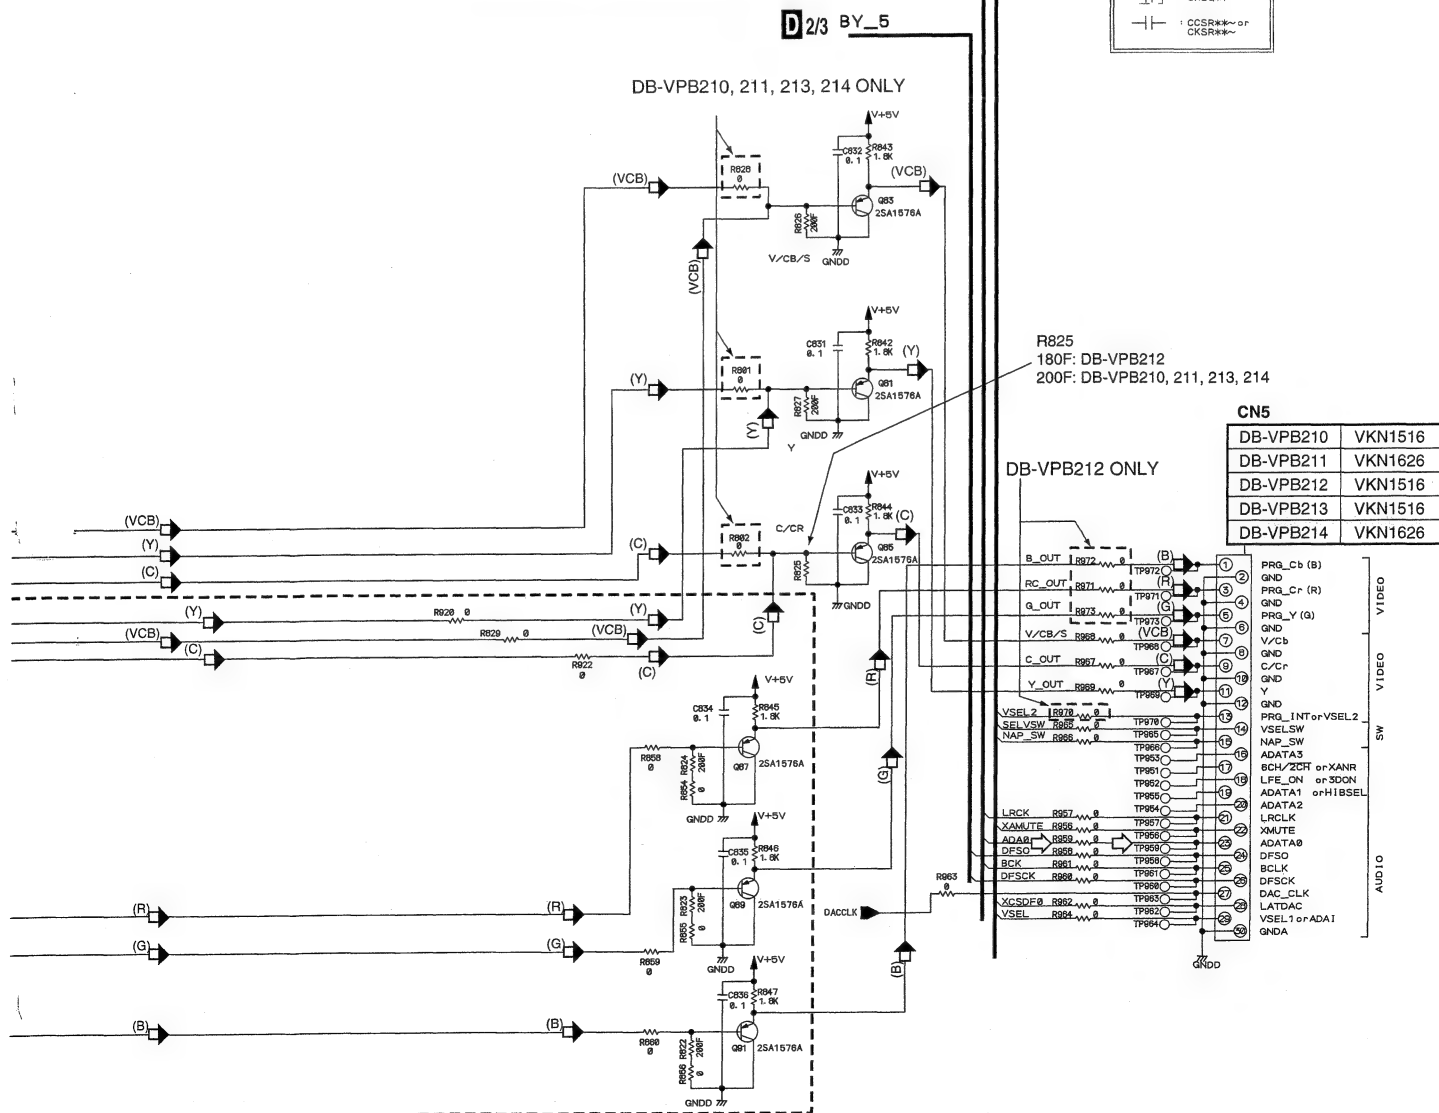 D 2/3 BY_5
: CCSR**~or
CKSR**~
DB-VPB210, 211, 213, 214 ONLY
V+5V
C832
0.1
R843
1.8K
(VCB)
R828
0
(VCB)
Q83
2SA1576A
R826
200F
V/CB/S
GNDD
(VCB)
V+5V
C831
0.1
R842
1.8K
(Y)
R801
0
(Y)
Q81
2SA1576A
R827
200F
GNDD
(Y)
Y
R825
180F: DB-VPB212
200F: DB-VPB210, 211, 213, 214
CN5
DB-VPB210 VKN1516
DB-VPB211 VKN1626
DB-VPB212 VKN1516
DB-VPB213 VKN1516
DB-VPB214 VKN1626
DB-VPB212 ONLY
V+5V
C833
0.1
R844
1.8K
(C)
C/CR
R802
0
(C)
Q85
2SA1576A
R825
GNDD
(C)
(VCB)
(Y)
(C)
(Y)
R920 0
(Y)
(VCB)
R829 0
(VCB)
(C)
R922
0
(C)
V+5V
C834
0.1
R845
1.8K
(R)
R858
0
R824
200F
R854
0
Q87
2SA1576A
GNDD
V+5V
C835
0.1
R846
1.8K
(G)
R823
200F
R855
0
Q89
2SA1576A
GNDD
(R)
(R)
(G)
(G)
R859
0
V+5V
C836
0.1
R847
1.8K
(B)
(B)
(B)
R860
0
R822
200F
R856
0
Q91
2SA1576A
GNDD
DACCLK
R963
0
B_OUT R972 0 (B)
TP972
1 PRG_Cb (B)
2 GND
RC_OUT R971 0 (R)
TP971
3 PRG_Cr (R)
4 GND
G_OUT R973 0 (G)
TP973
5 PRG_Y (G)
6 GND
V/CB/S R968 0 (VCB)
TP968
7 V/Cb
8 GND
C_OUT R967 0 (C)
TP967
9 C/Cr
10 GND
Y_OUT R969 0 (Y)
TP969
11 Y
12 GND
VSEL2 R970 0
TP970
13 PRG_INTorVSEL2
SELVSW R965 0
TP965
14 VSELSW
NAP_SW R966 0
TP966
15 NAP_SW
TP953
16 ADATA3
TP951
17 8CH/2CH orXANR
TP952
18 LFE_ON or3DON
TP955
19 ADATA1 orHIBSEL
TP954
20 ADATA2
LRCK R957 0
TP957
21 LRCLK
XAMUTE R956 0
TP956
22 XMUTE
ADA0 R959 0
TP959
23 ADATA0
DFSO R958 0
TP958
24 DFSO
BCK R961 0
TP961
25 BCLK
DFSCK R960 0
TP960
26 DFSCK
TP963
27 DAC_CLK
XCSDF0 R962 0
TP962
28 LATDAC
VSEL R964 0
TP964
29 VSEL1orADAI
30 GNDA
GNDD
VIDEO
VIDEO
SW
AUDIO